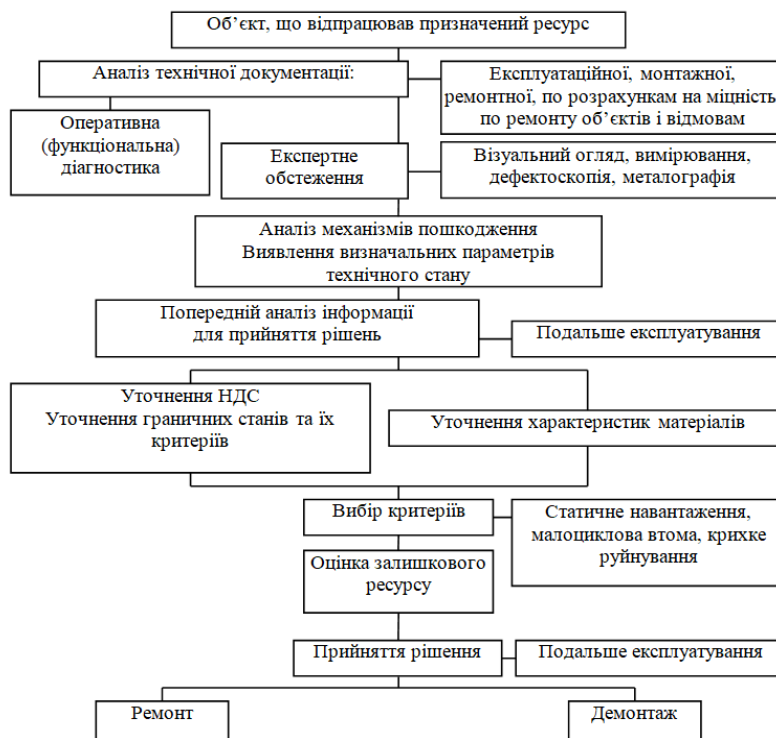 Об’єкт, що відпрацював призначений ресурс
Аналіз технічної документації:
Експлуатаційної, монтажної,
ремонтної, по розрахункам на міцність
по ремонту об’єктів і відмовам
Оперативна
(функціональна)
діагностика
Експертне
обстеження
Візуальний огляд, вимірювання,
дефектоскопія, металографія
Аналіз механізмів пошкодження
Виявлення визначальних параметрів
технічного стану
Попередній аналіз інформації
для прийняття рішень
Подальше експлуатування
Уточнення НДС
Уточнення граничних станів та їх
критеріїв
Уточнення характеристик матеріалів
Вибір критеріїв
Статичне навантаження,
малоциклова втома, крихке
руйнування
Оцінка залишкового
ресурсу
Прийняття рішення
Подальше експлуатування
Ремонт
Демонтаж